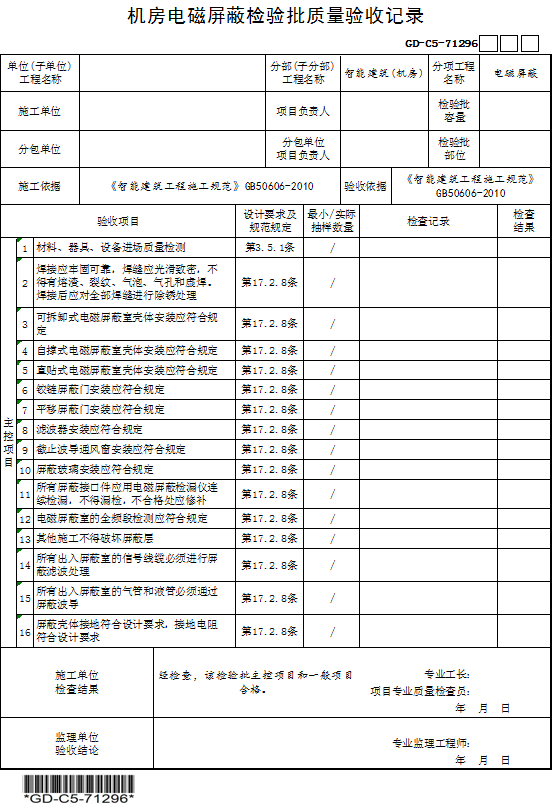 机房电磁屏蔽检验批质量验收记录
GD-C5-71296
单位(子单位)
工程名称
分部(子分部)
工程名称
智能建筑(机房)
分项工程
名称
电磁屏蔽
施工单位
项目负责人
检验批
容量
分包单位
分包单位
项目负责人
检验批
部位
施工依据
《智能建筑工程施工规范》GB50606-2010
验收依据
《智能建筑工程施工规范》
GB50606-2010
验收项目
设计要求及
规范规定
最小/实际
抽样数量
检查记录
检查
结果
主控项目
1 材料、器具、设备进场质量检测 第3.5.1条 /
2 焊接应牢固可靠，焊缝应光滑致密，不
得有熔渣、裂纹、气泡、气孔和虚焊。
焊接后应对全部焊缝进行除锈处理
第17.2.8条 /
3 可拆卸式电磁屏蔽室壳体安装应符合规
定
第17.2.8条 /
4 自撑式电磁屏蔽室壳体安装应符合规定 第17.2.8条 /
5 直贴式电磁屏蔽室壳体安装应符合规定 第17.2.8条 /
6 铰链屏蔽门安装应符合规定 第17.2.8条 /
7 平移屏蔽门安装应符合规定 第17.2.8条 /
8 滤波器安装应符合规定 第17.2.8条 /
9 截止波导通风窗安装应符合规定 第17.2.8条 /
10 屏蔽玻璃安装应符合规定 第17.2.8条 /
11 所有屏蔽接口件应用电磁屏蔽检漏仪连
续检漏，不得漏检，不合格处应修补
第17.2.8条 /
12 电磁屏蔽室的全频段检测应符合规定 第17.2.8条 /
13 其他施工不得破坏屏蔽层 第17.2.8条 /
14 所有出入屏蔽室的信号线缆必须进行屏
蔽滤波处理
第17.2.8条 /
15 所有出入屏蔽室的气管和液管必须通过
屏蔽波导
第17.2.8条 /
16 屏蔽壳体接地符合设计要求，接地电阻
符合设计要求
第17.2.8条 /
施工单位
检查结果
经检查，该检验批主控项目和一般项目
合格。
专业工长：
项目专业质量检查员：
年 月 日
监理单位
验收结论
专业监理工程师：
年 月 日
*GD-C5-71296*